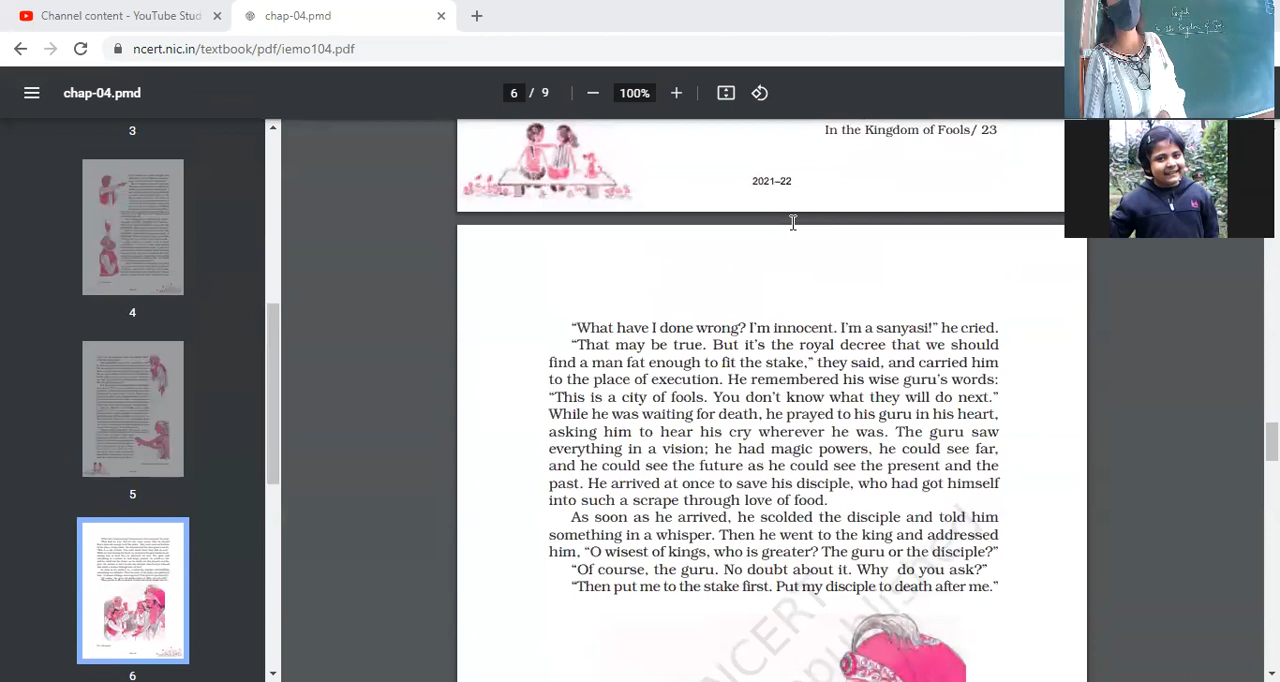 Channel content - YouTube Stud
chap-04.pmd
ncert.nic.in/textbook/pdf/iemo104.pdf
chap-04.pmd
6 / 9
100%
English
3
4
5
6
In the Kingdom of Fools/ 23
2021–22
“What have I done wrong? I’m innocent. I’m a sanyasi!” he cried.
“That may be true. But it’s the royal decree that we should
find a man fat enough to fit the stake,” they said, and carried him
to the place of execution. He remembered his wise guru’s words:
“This is a city of fools. You don’t know what they will do next.”
While he was waiting for death, he prayed to his guru in his heart,
asking him to hear his cry wherever he was. The guru saw
everything in a vision; he had magic powers, he could see far,
and he could see the future as he could see the present and the
past. He arrived at once to save his disciple, who had got himself
into such a scrape through love of food.
As soon as he arrived, he scolded the disciple and told him
something in a whisper. Then he went to the king and addressed
him, “O wisest of kings, who is greater? The guru or the disciple?”
“Of course, the guru. No doubt about it. Why do you ask?”
“Then put me to the stake first. Put my disciple to death after me.”
NCERT